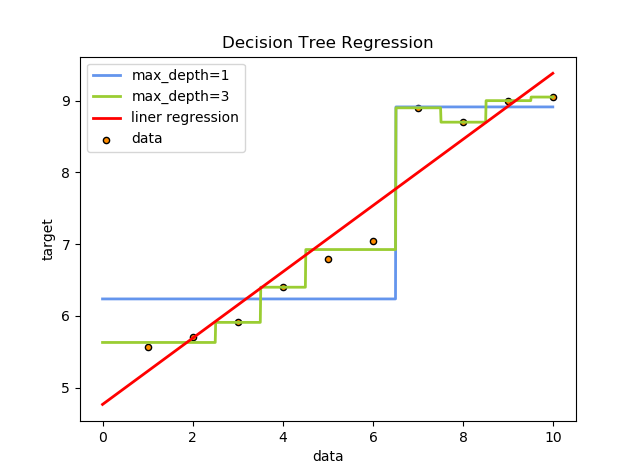 Decision Tree Regression
max_depth=1
max_depth=3
liner regression
data
9
8
7
6
5
target
0 2 4 6 8 10
data